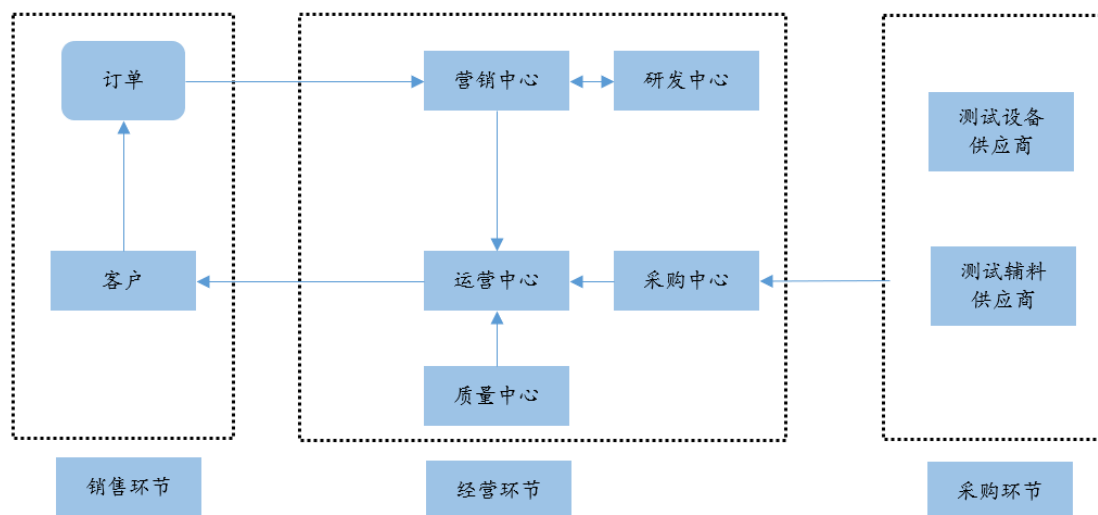 订单
营销中心
研发中心
测试设备
供应商
客户
运营中心
采购中心
测试辅料
供应商
质量中心
销售环节
经营环节
采购环节